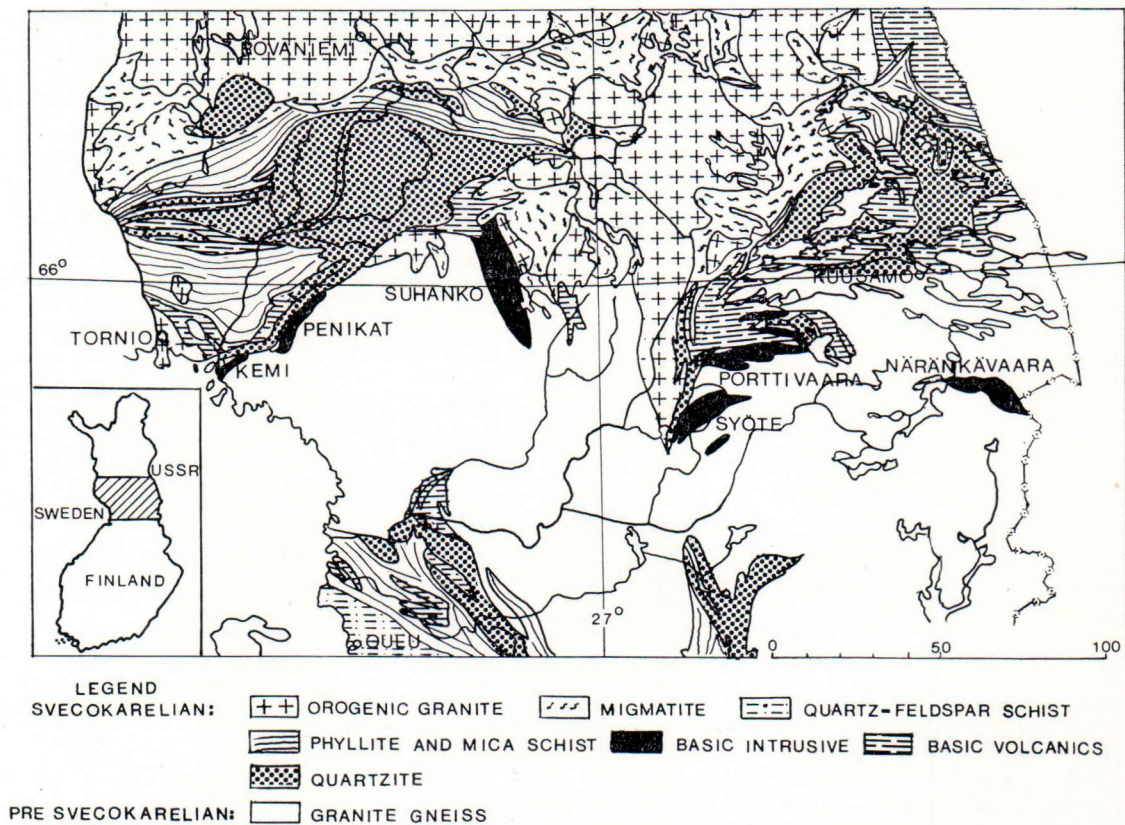 ROVANIEMI
66°
SUHANKO
KUUSAMO
TORNIO
PENIKAT
KEMI
PORTTIVAARA
NÄRÄNKÄVAARA
SYÖTE
USSR
SWEDEN
FINLAND
27°
OULU
0 50 100
LEGEND
SVECOKARELIAN: OROGENIC GRANITE MIGMATITE QUARTZ-FELDSPAR SCHIST
PHYLLITE AND MICA SCHIST BASIC INTRUSIVE BASIC VOLCANICS
QUARTZITE
PRE SVECOKARELIAN: GRANITE GNEISS